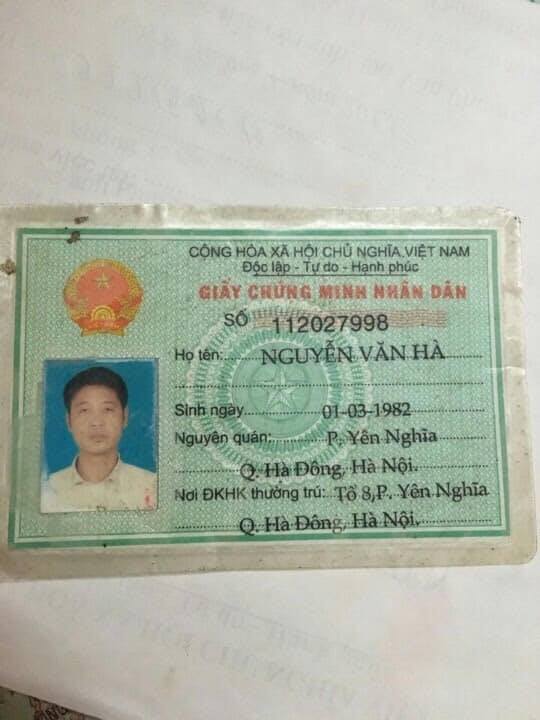 CỘNG HÒA XÃ HỘI CHỦ NGHĨA VIỆT NAM
Độc lập - Tự do - Hạnh phúc
GIẤY CHỨNG MINH NHÂN DÂN
SỐ 112027998
Họ tên: NGUYỄN VĂN HÀ
Sinh ngày 01-03-1982
Nguyên quán: P. Yên Nghĩa
Q. Hà Đông, Hà Nội.
Nơi ĐKHK thường trú: Tổ 8,P. Yên Nghĩa
Q. Hà Đông, Hà Nội.